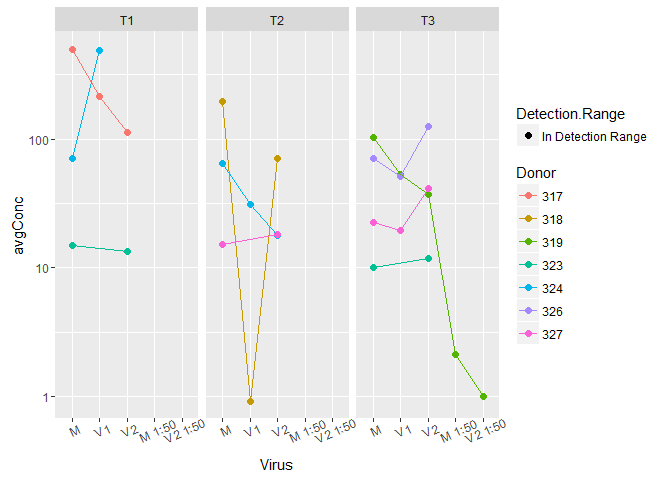 T1 T2 T3
100
10
1
avgConc
M V1 V2 M 1:50 V2 1:50 M V1 V2 M 1:50 V2 1:50 M V1 V2 M 1:50 V2 1:50
Virus
Detection.Range
In Detection Range
Donor
317
318
319
323
324
326
327